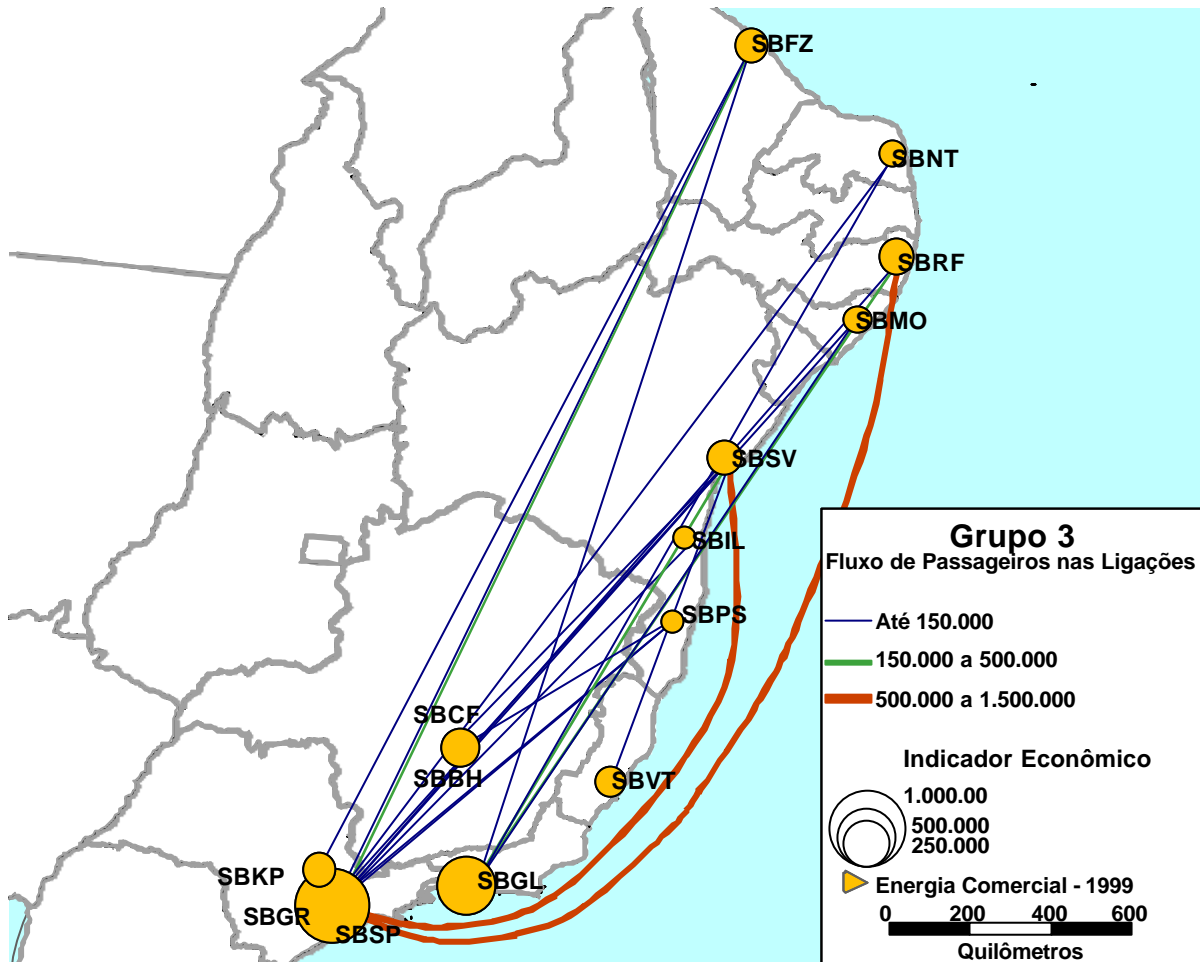 SBFZ
SBNT
SBRF
SBMO
SBSV
SBIL
SBPS
SBCF
SBBH
SBVT
SBKP
SBGL
SBGR
SBSP
Grupo 3
Fluxo de Passageiros nas Ligações
Até 150.000
150.000 a 500.000
500.000 a 1.500.000
Indicador Econômico
1.000.00
500.000
250.000
Energia Comercial - 1999
0 200 400 600
Quilômetros